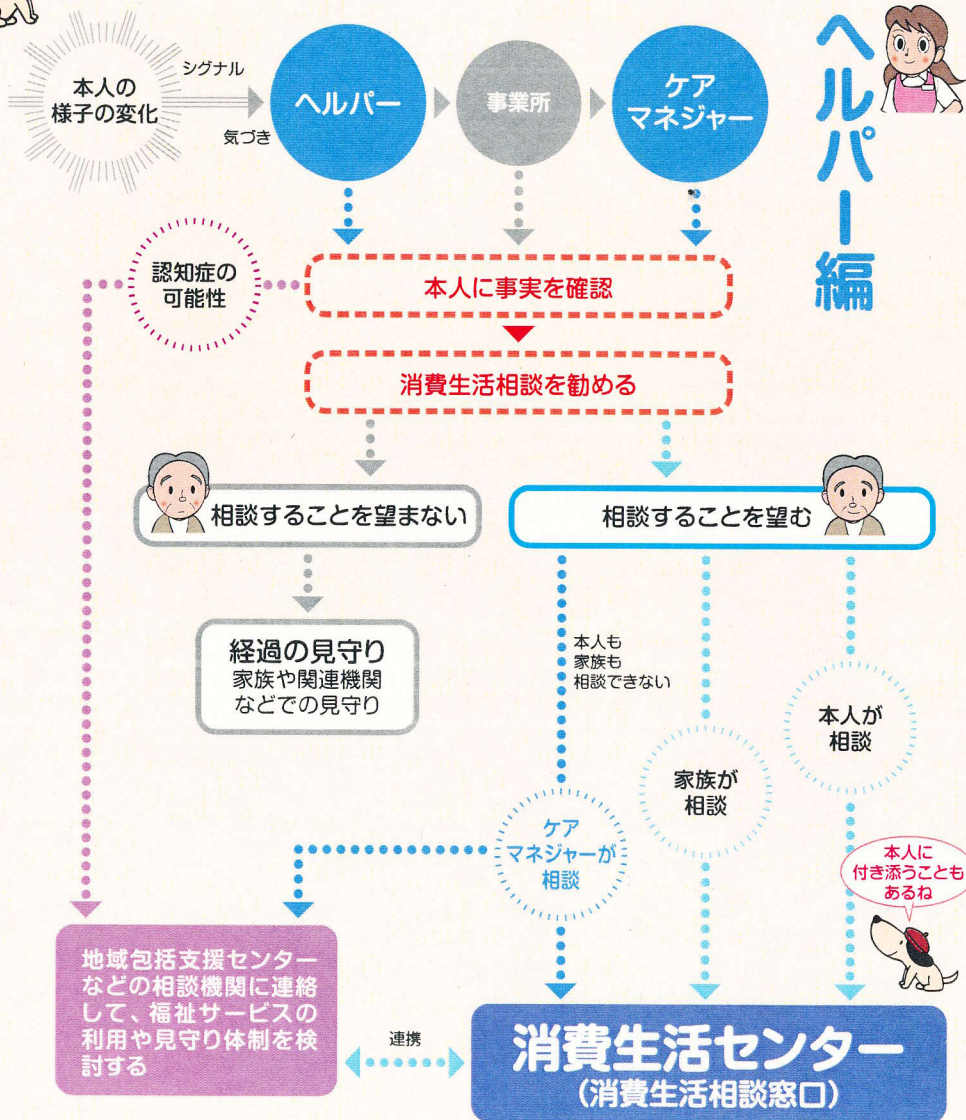 ヘルパー編
本人の
様子の変化
シグナル
気づき
ヘルパー
事業所
ケア
マネジャー
認知症の
可能性
本人に事実を確認
消費生活相談を勧める
相談することを望まない
相談することを望む
経過の見守り
家族や関連機関
などでの見守り
本人も
家族も
相談できない
本人が
相談
家族が
相談
ケア
マネジャーが
相談
本人に
付き添うことも
あるね
地域包括支援センター
などの相談機関に連絡
して、福祉サービスの
利用や見守り体制を検
討する
連携
消費生活センター
（消費生活相談窓口）